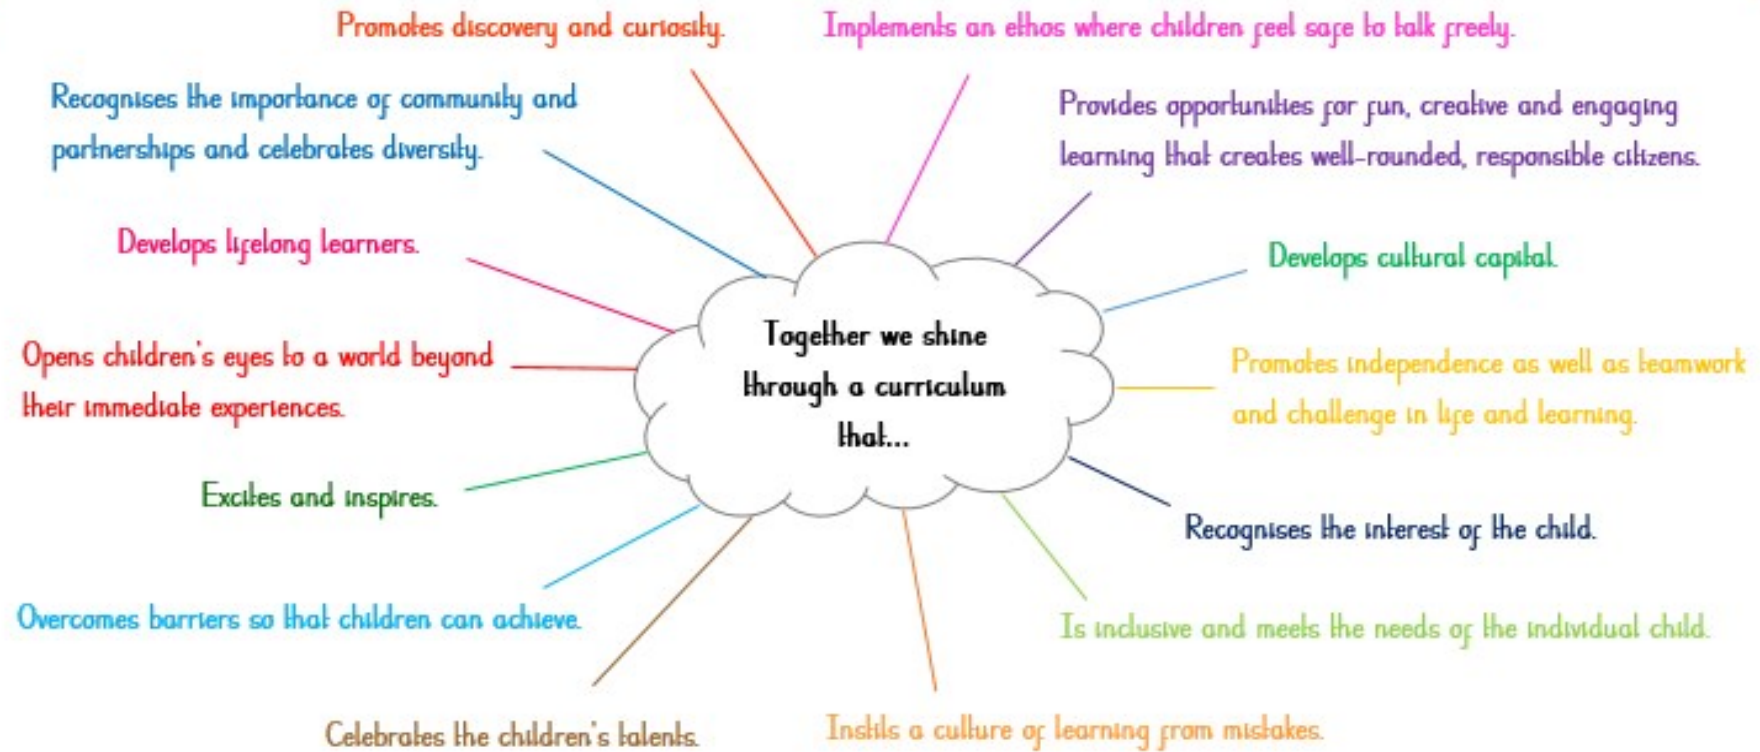 Promotes discovery and curiosity.
Implements an ethos where children feel safe to talk freely.
Recognises the importance of community and
partnerships and celebrates diversity.
Provides opportunities for fun, creative and engaging
learning that creates well-rounded, responsible citizens.
Develops lifelong learners.
Develops cultural capital.
Together we shine
through a curriculum
that...
Opens children's eyes to a world beyond
their immediate experiences.
Promotes independence as well as teamwork
and challenge in life and learning.
Excites and inspires.
Recognises the interest of the child.
Overcomes barriers so that children can achieve.
Is inclusive and meets the needs of the individual child.
Celebrates the children's talents.
Instils a culture of learning from mistakes.